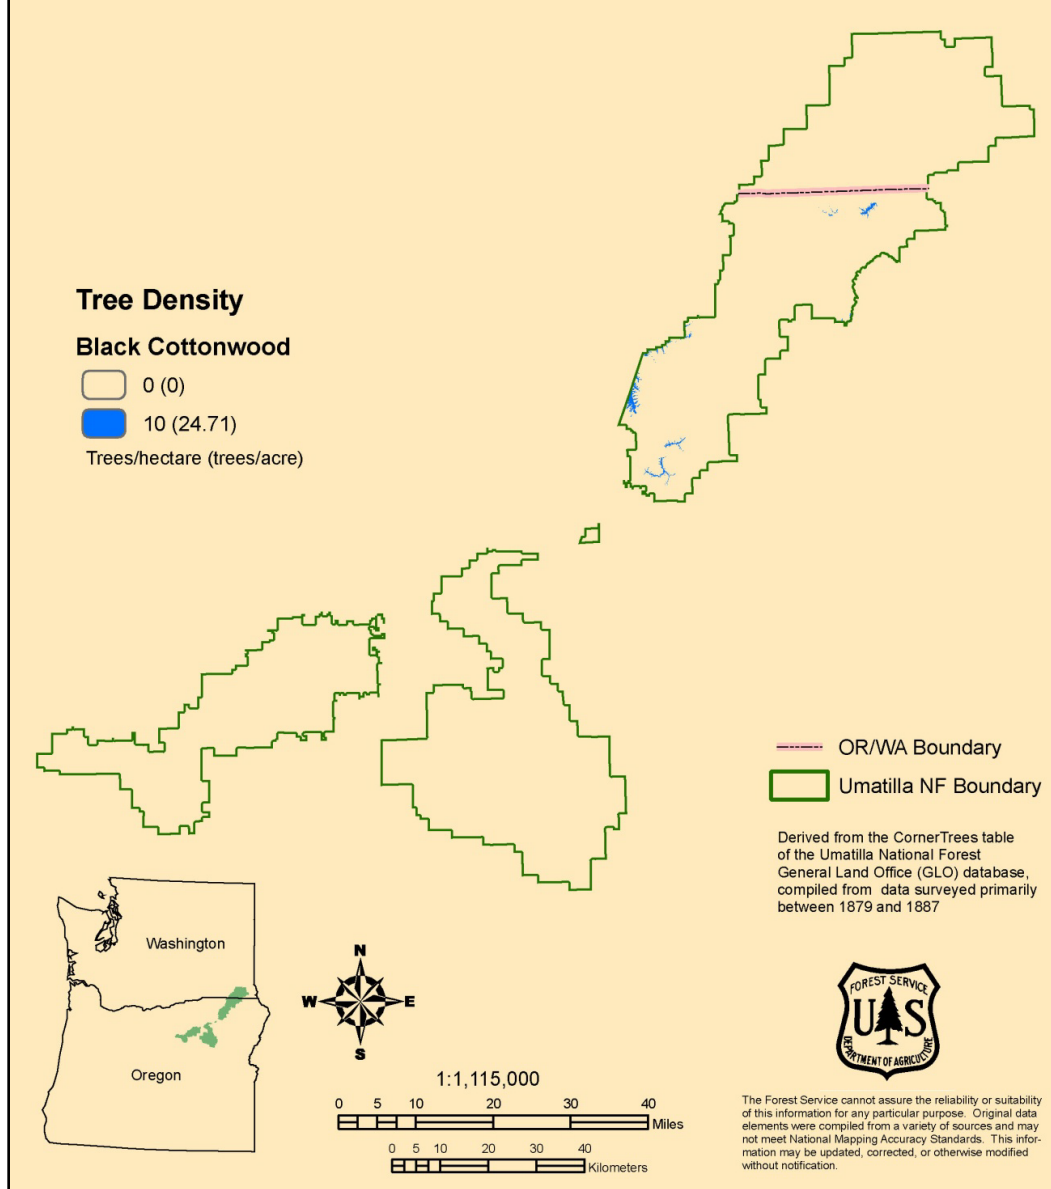 Tree Density
Black Cottonwood
0 (0)
10 (24.71)
Trees/hectare (trees/acre)
OR/WA Boundary
Umatilla NF Boundary
Derived from the CornerTrees table
of the Umatilla National Forest
General Land Office (GLO) database,
compiled from data surveyed primarily
between 1879 and 1887
Washington
Oregon
N
W E
S
FOREST SERVICE
U S
DEPARTMENT OF AGRICULTURE
1:1,115,000
0 5 10 20 30 40
Miles
0 5 10 20 30 40
Kilometers
The Forest Service cannot assure the reliability or suitability
of this information for any particular purpose. Original data
elements were compiled from a variety of sources and may
not meet National Mapping Accuracy Standards. This infor-
mation may be updated, corrected, or otherwise modified
without notification.